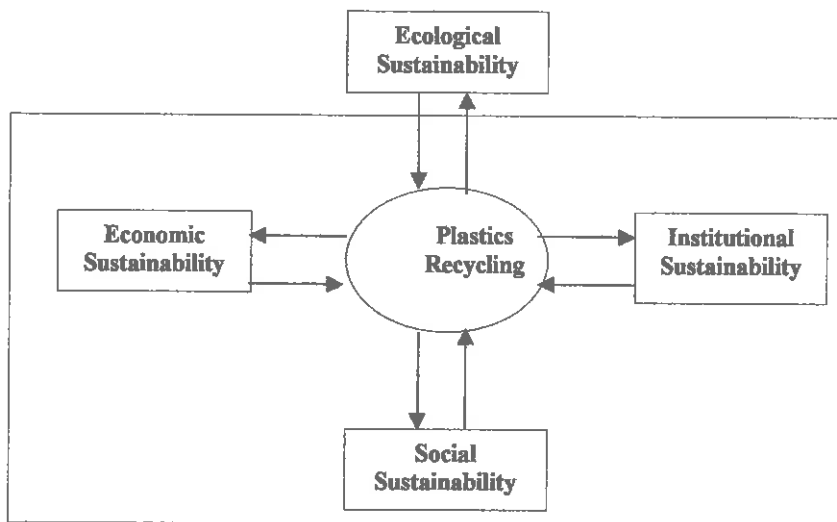 Ecological
Sustainability
Economic
Sustainability
Plastics
Recycling
Institutional
Sustainability
Social
Sustainability